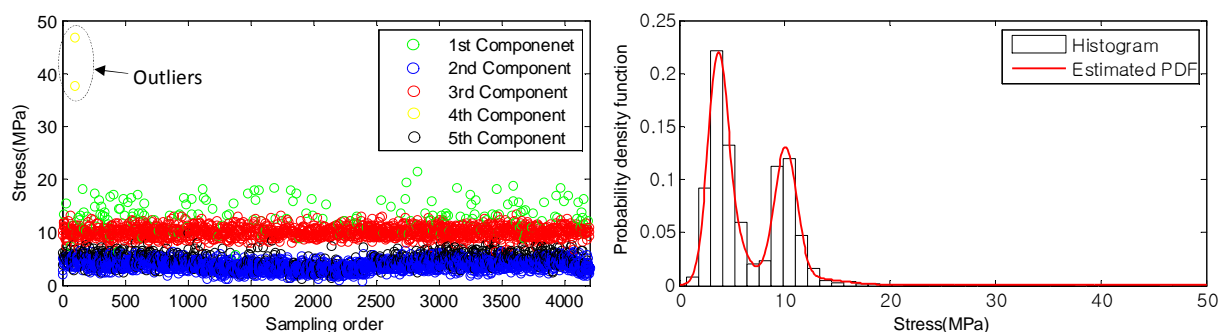 50
40
30
20
10
0
Stress(MPa)
Outliers
1st Componenet
2nd Component
3rd Component
4th Component
5th Component
0 500 1000 1500 2000 2500 3000 3500 4000
Sampling order
0.25
0.2
0.15
0.1
0.05
0
Probability density function
Histogram
Estimated PDF
0 10 20 30 40 50
Stress(MPa)